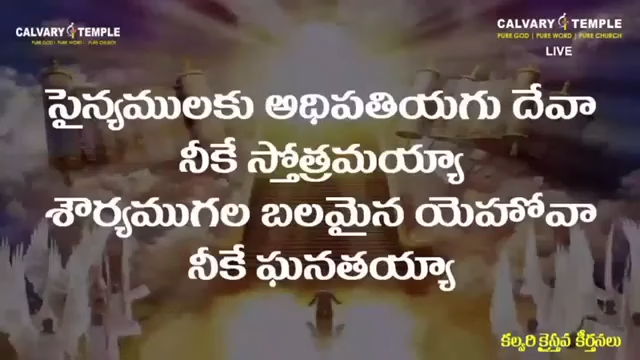 CALVARY TEMPLE
PURE GOD | PURE WORD | PURE CHURCH
CALVARY TEMPLE
PURE GOD | PURE WORD | PURE CHURCH
LIVE
సైన్యములకు అధిపతియగు దేవా
నీకే స్తోత్రమయ్యా
శౌర్యముగల బలమైన యెహోవా
నీకే ఘనతయ్యా
కల్వరి క్రైస్తవ కీర్తనలు